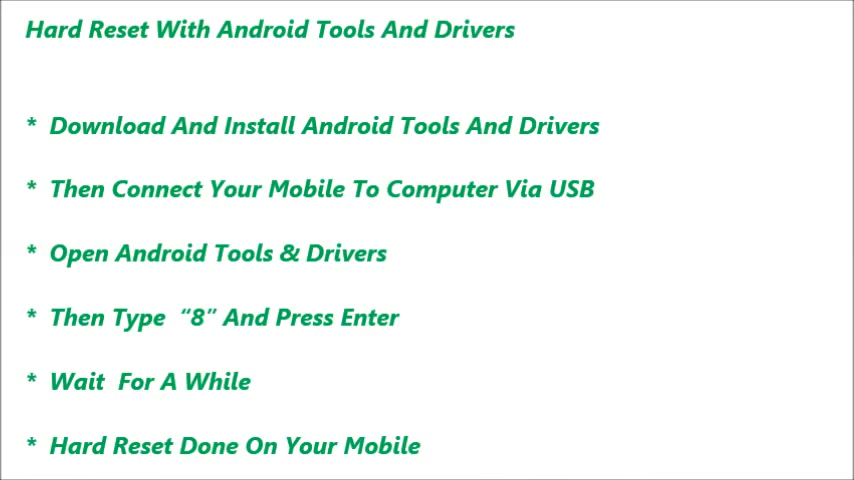 Hard Reset With Android Tools And Drivers
* Download And Install Android Tools And Drivers
* Then Connect Your Mobile To Computer Via USB
* Open Android Tools & Drivers
* Then Type “8” And Press Enter
* Wait For A While
* Hard Reset Done On Your Mobile